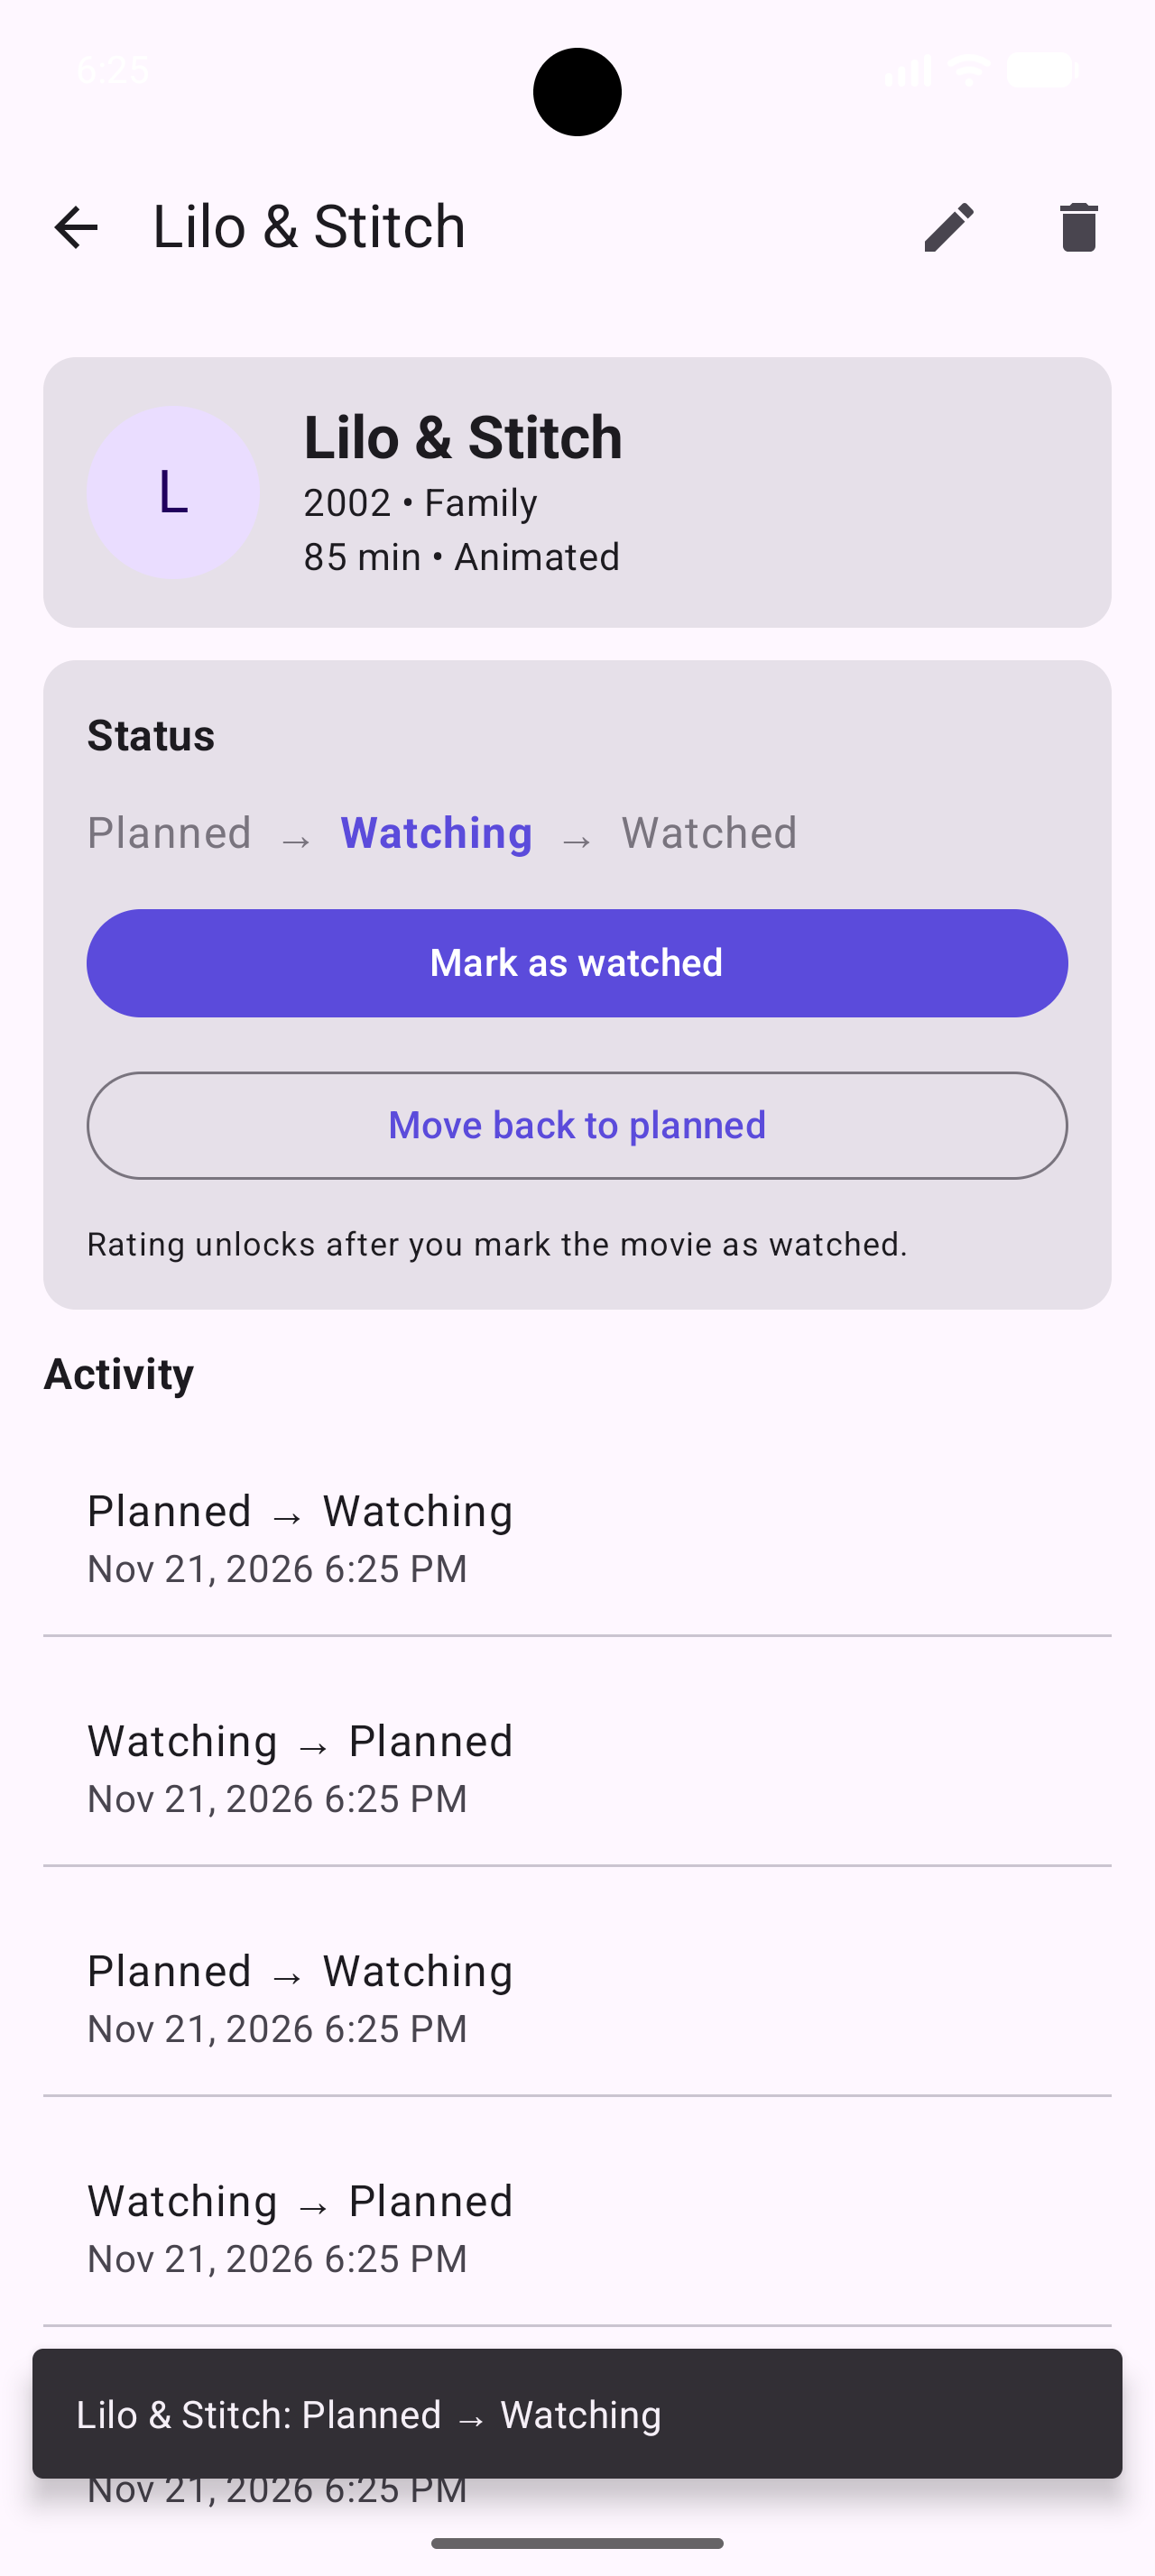 6:25
Lilo & Stitch
L
Lilo & Stitch
2002 • Family
85 min • Animated
Status
Planned → Watching → Watched
Mark as watched
Move back to planned
Rating unlocks after you mark the movie as watched.
Activity
Planned → Watching
Nov 21, 2026 6:25 PM
Watching → Planned
Nov 21, 2026 6:25 PM
Planned → Watching
Nov 21, 2026 6:25 PM
Watching → Planned
Nov 21, 2026 6:25 PM
Lilo & Stitch: Planned → Watching
Nov 21, 2026 6:25 PM